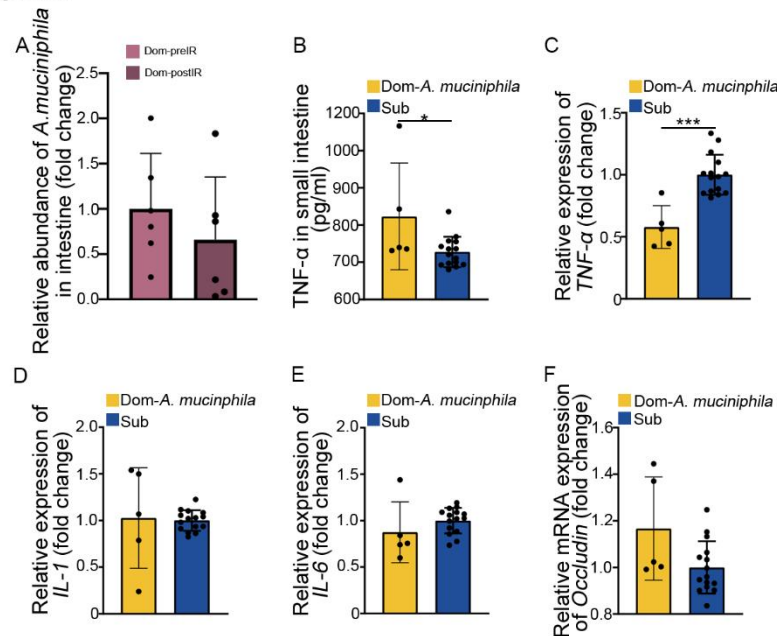 A
Dom-preIR
Dom-postIR
Relative abundance of A.muciniphila
in intestine (fold change)
2.5
2.0
1.5
1.0
0.5
0.0
B
Dom-A. muciniphila
Sub
TNF-α in small intestine
(pg/ml)
1200
1000
900
800
700
600
*
C
Dom-A. muciniphila
Sub
Relative expression of
TNF-α (fold change)
1.5
1.0
0.5
0
***
D
Dom-A. mucinphila
Sub
Relative expression of
IL-1 (fold change)
2.0
1.5
1.0
0.5
0
E
Dom-A. mucinphila
Sub
Relative expression of
IL-6 (fold change)
2.0
1.5
1.0
0.5
0
F
Dom-A. muciniphila
Sub
Relative mRNA expression
of Occludin (fold change)
1.6
1.4
1.2
1.0
0.8